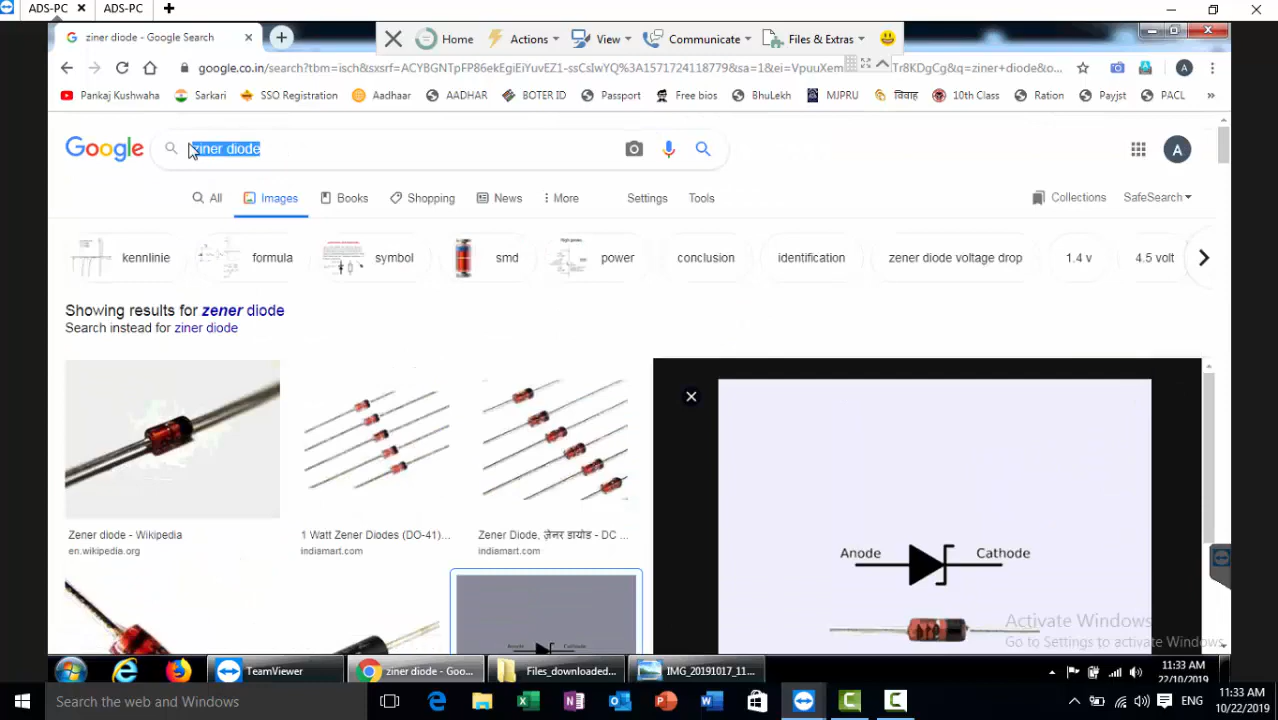 ADS-PC ADS-PC
ziner diode - Google Search Home Actions View Communicate Files & Extras
google.co.in/search?tbm=isch&sxsrf=ACYBGNTpFP86ekEgiEiYuvEZ1-ssCsIwYQ%3A1571724118779&sa=1&ei=VpuuXem Tr8KDgCg&q=ziner+diode&o...
Pankaj Kushwaha Sarkari SSO Registration Aadhaar AADHAR BOTER ID Passport Free bios BhuLekh MJPRU विवाह 10th Class Ration Payjst PACL »
Google ziner diode A
All Images Books Shopping News More Settings Tools Collections SafeSearch
kennlinie formula symbol smd power conclusion identification zener diode voltage drop 1.4 v 4.5 volt
Showing results for zener diode
Search instead for ziner diode
Zener diode - Wikipedia
en.wikipedia.org
1 Watt Zener Diodes (DO-41)...
indiamart.com
Zener Diode, ज़ेनर डायोड - DC ...
indiamart.com
Anode Cathode
Activate Windows
Go to Settings to activate Windows.
TeamViewer ziner diode - Goo... Files_downloaded... IMG_20191017_11... 11:33 AM
22/10/2019
Search the web and Windows ENG 11:33 AM
10/22/2019